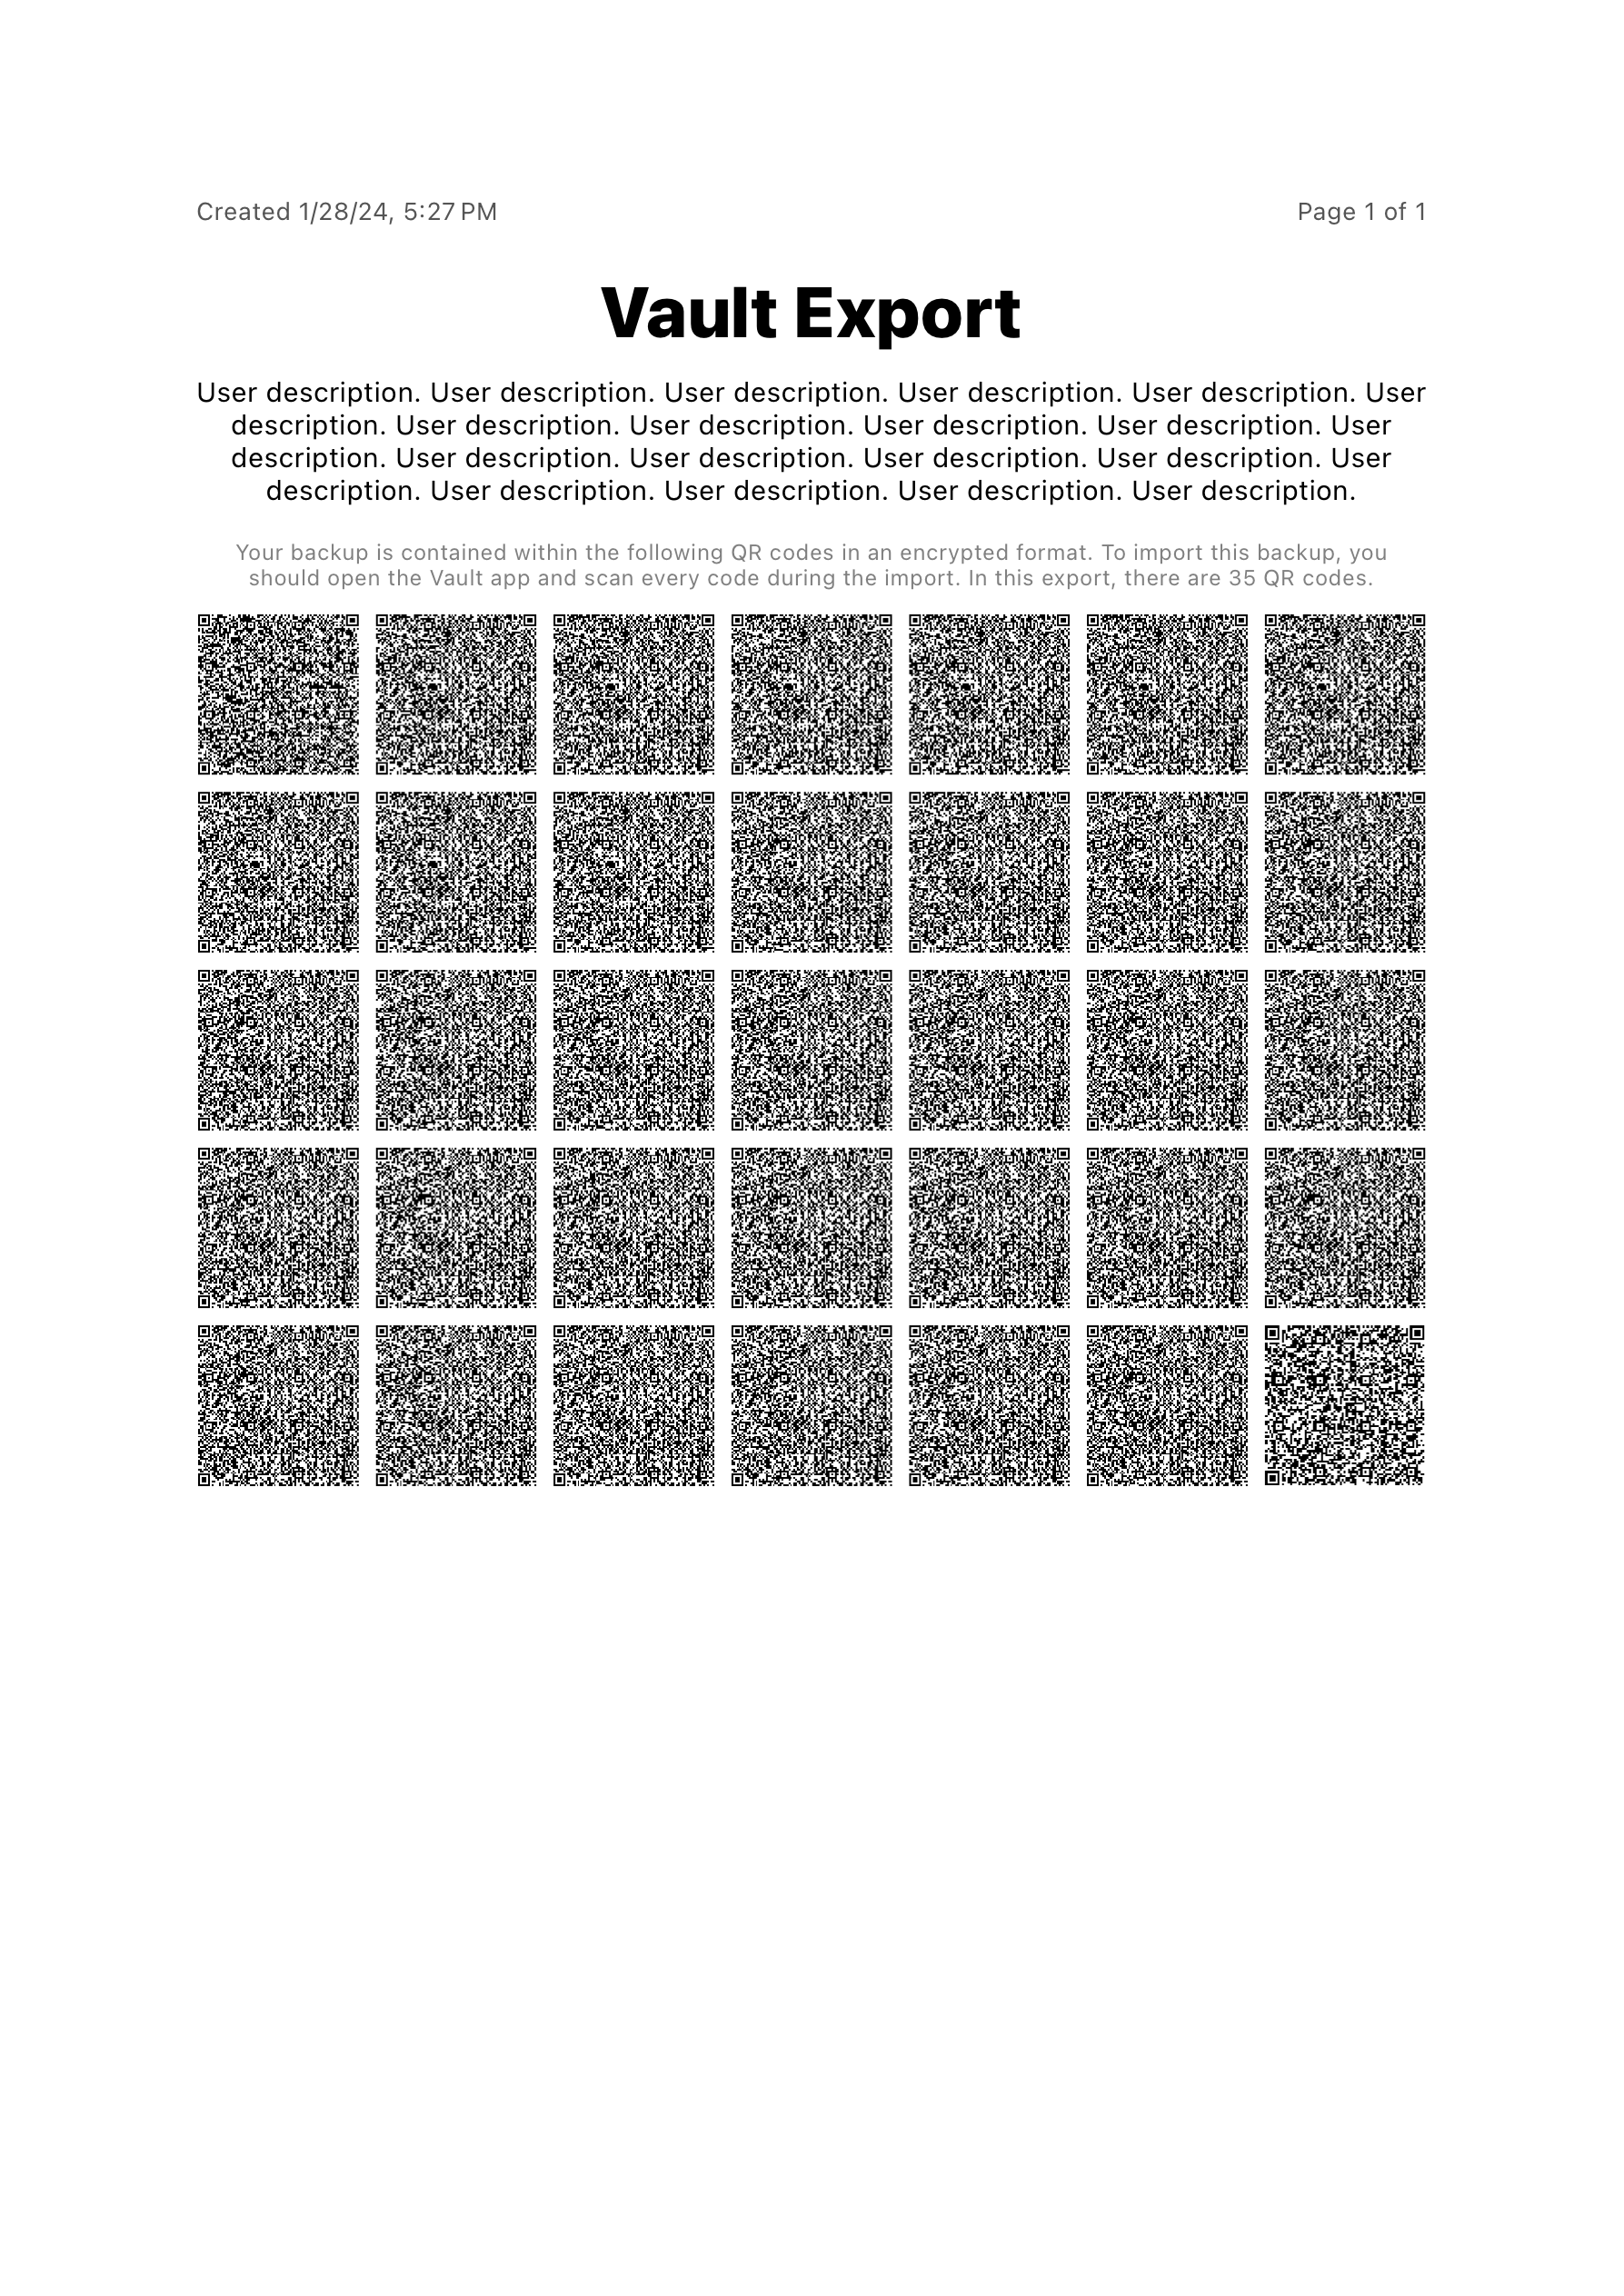 Created 1/28/24, 5:27 PM
Page 1 of 1
Vault Export
User description. User description. User description. User description. User description. User
description. User description. User description. User description. User description. User
description. User description. User description. User description. User description. User
description. User description. User description. User description. User description.
Your backup is contained within the following QR codes in an encrypted format. To import this backup, you
should open the Vault app and scan every code during the import. In this export, there are 35 QR codes.